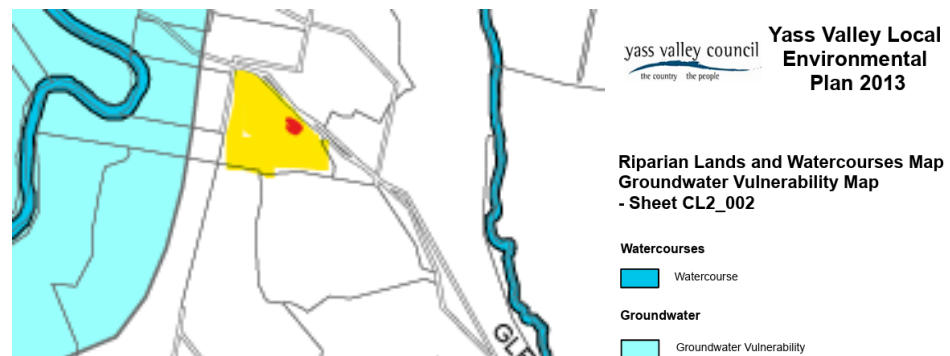 yass valley council
the country the people
Yass Valley Local
Environmental
Plan 2013
Riparian Lands and Watercourses Map
Groundwater Vulnerability Map
- Sheet CL2_002
Watercourses
Watercourse
Groundwater
Groundwater Vulnerability